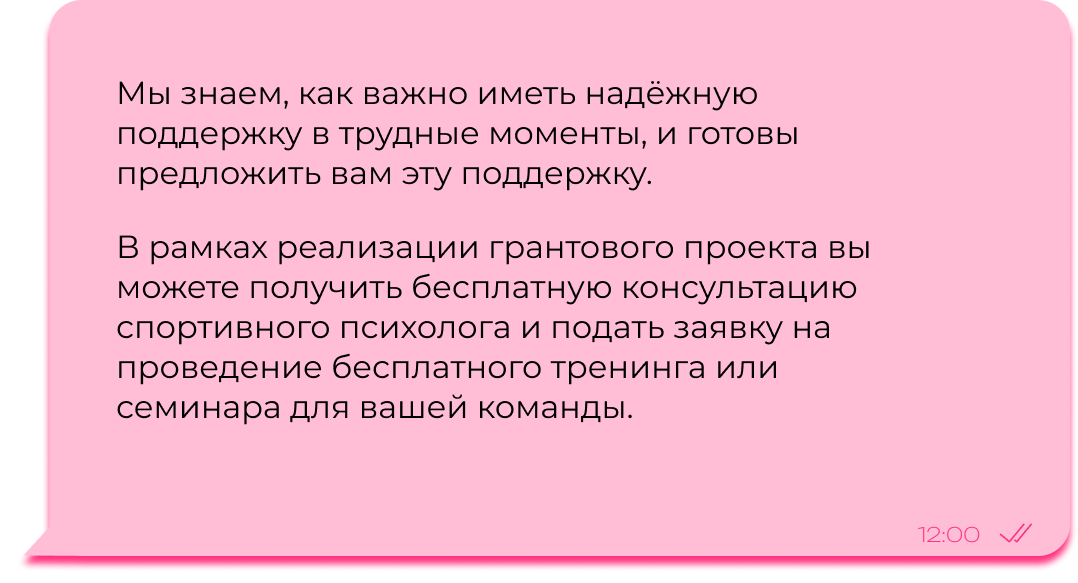 Мы знаем, как важно иметь надёжную
поддержку в трудные моменты, и готовы
предложить вам эту поддержку.
В рамках реализации грантового проекта вы
можете получить бесплатную консультацию
спортивного психолога и подать заявку на
проведение бесплатного тренинга или
семинара для вашей команды.
12:00